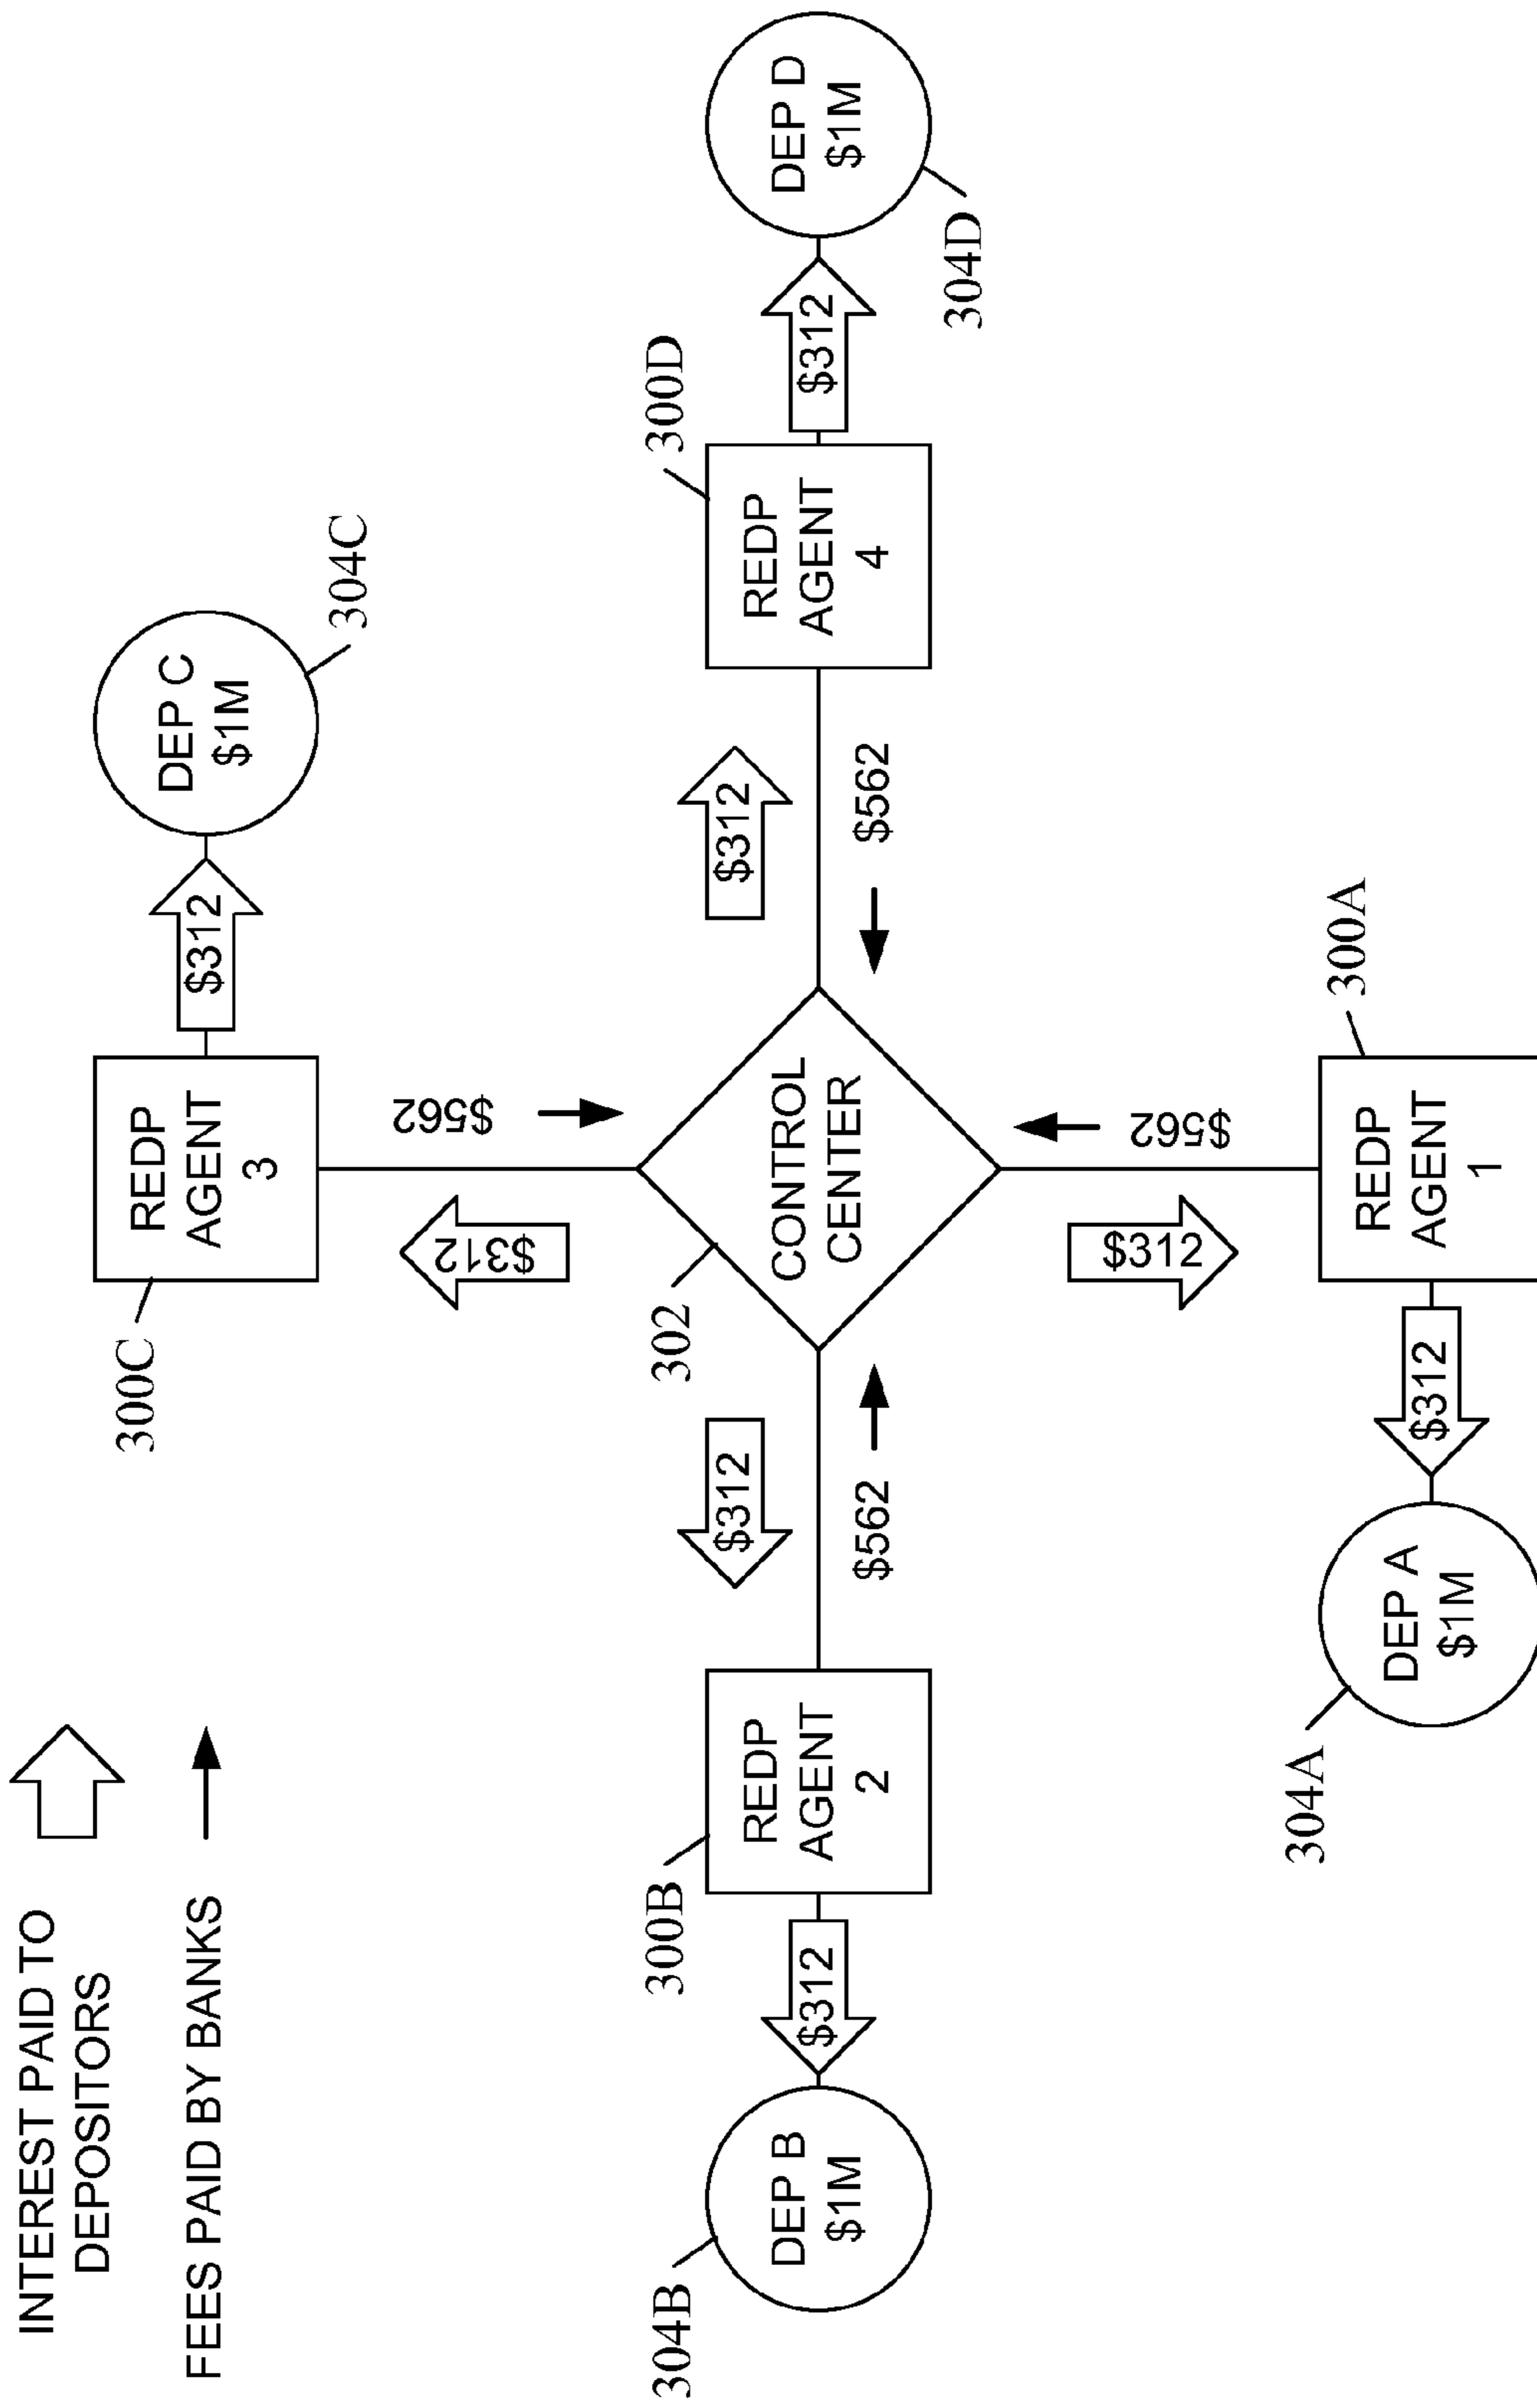 INTEREST PAID TO
DEPOSITORS
FEES PAID BY BANKS
300C
REDP
AGENT
3
$312
DEP C
$1M
304C
$312
$562
304B
DEP B
$1M
$312
300B
REDP
AGENT
2
$312
$562
302
CONTROL
CENTER
$312
$562
300D
REDP
AGENT
4
$312
DEP D
$1M
304D
$312
$562
304A
DEP A
$1M
$312
REDP
AGENT
1
300A